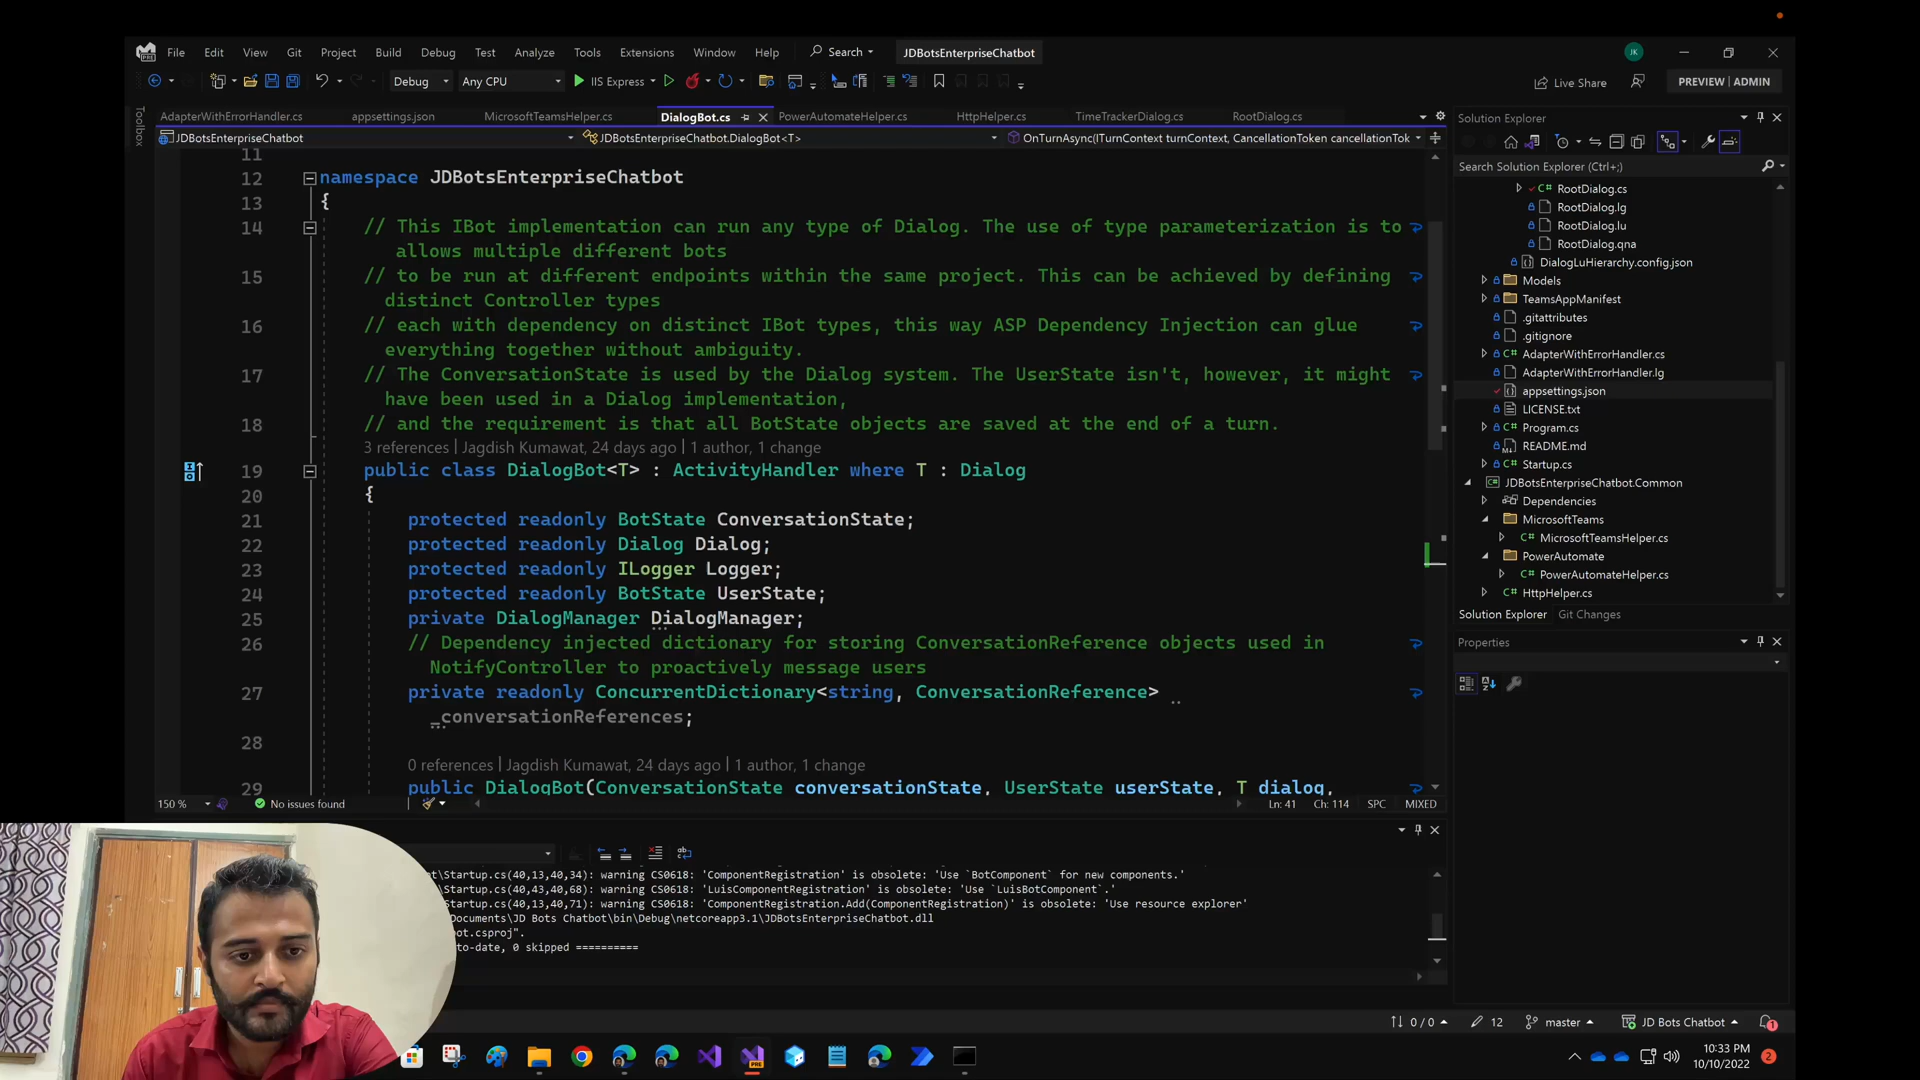 File Edit View Git Project Build Debug Test Analyze Tools Extensions Window Help Search JDBotsEnterpriseChatbot JK
Debug Any CPU IIS Express Live Share PREVIEW | ADMIN
Toolbox
AdapterWithErrorHandler.cs appsettings.json MicrosoftTeamsHelper.cs DialogBot.cs PowerAutomateHelper.cs HttpHelper.cs TimeTrackerDialog.cs RootDialog.cs
JDBotsEnterpriseChatbot JDBotsEnterpriseChatbot.DialogBot<T> OnTurnAsync(ITurnContext turnContext, CancellationToken cancellationTok
11
12 namespace JDBotsEnterpriseChatbot
13 {
14 // This IBot implementation can run any type of Dialog. The use of type parameterization is to
allows multiple different bots
15 // to be run at different endpoints within the same project. This can be achieved by defining
distinct Controller types
16 // each with dependency on distinct IBot types, this way ASP Dependency Injection can glue
everything together without ambiguity.
17 // The ConversationState is used by the Dialog system. The UserState isn't, however, it might
have been used in a Dialog implementation,
18 // and the requirement is that all BotState objects are saved at the end of a turn.
3 references | Jagdish Kumawat, 24 days ago | 1 author, 1 change
19 public class DialogBot<T> : ActivityHandler where T : Dialog
20 {
21 protected readonly BotState ConversationState;
22 protected readonly Dialog Dialog;
23 protected readonly ILogger Logger;
24 protected readonly BotState UserState;
25 private DialogManager DialogManager;
26 // Dependency injected dictionary for storing ConversationReference objects used in
NotifyController to proactively message users
27 private readonly ConcurrentDictionary<string, ConversationReference>
_conversationReferences;
28
0 references | Jagdish Kumawat, 24 days ago | 1 author, 1 change
29 public DialogBot(ConversationState conversationState, UserState userState, T dialog,
150 % No issues found Ln: 41 Ch: 114 SPC MIXED
Solution Explorer
Search Solution Explorer (Ctrl+;)
RootDialog.cs
RootDialog.lg
RootDialog.lu
RootDialog.qna
DialogLuHierarchy.config.json
Models
TeamsAppManifest
.gitattributes
.gitignore
AdapterWithErrorHandler.cs
AdapterWithErrorHandler.lg
appsettings.json
LICENSE.txt
Program.cs
README.md
Startup.cs
JDBotsEnterpriseChatbot.Common
Dependencies
MicrosoftTeams
MicrosoftTeamsHelper.cs
PowerAutomate
PowerAutomateHelper.cs
HttpHelper.cs
Solution Explorer Git Changes
Properties
t\Startup.cs(40,13,40,34): warning CS0618: 'ComponentRegistration' is obsolete: 'Use `BotComponent` for new components.'
t\Startup.cs(40,43,40,68): warning CS0618: 'LuisComponentRegistration' is obsolete: 'Use `LuisBotComponent`.'
t\Startup.cs(40,13,40,71): warning CS0618: 'ComponentRegistration.Add(ComponentRegistration)' is obsolete: 'Use resource explorer'
Documents\JD Bots Chatbot\bin\Debug\netcoreapp3.1\JDBotsEnterpriseChatbot.dll
bot.csproj".
to-date, 0 skipped ==========
0 / 0 12 master JD Bots Chatbot 1
10:33 PM
10/10/2022 2